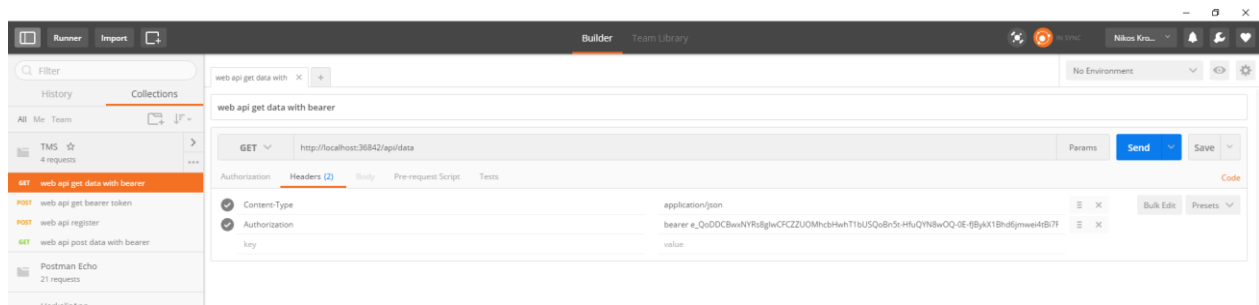 Runner Import Builder Team Library IN SYNC Nikos Kro...
Filter
History Collections
All Me Team
TMS
4 requests
GET web api get data with bearer
POST web api get bearer token
POST web api register
GET web api post data with bearer
Postman Echo
21 requests
web api get data with
No Environment
web api get data with bearer
GET http://localhost:36842/api/data Params Send Save
Authorization Headers (2) Body Pre-request Script Tests Code
Content-Type application/json Bulk Edit Presets
Authorization bearer
key value